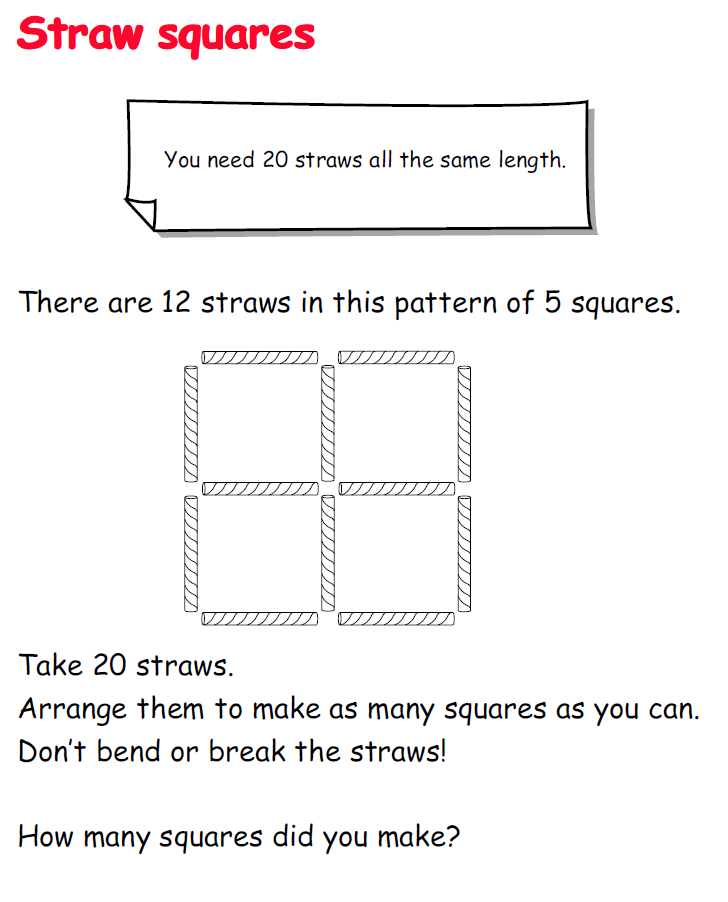 Straw squares
You need 20 straws all the same length.
There are 12 straws in this pattern of 5 squares.
Take 20 straws.
Arrange them to make as many squares as you can.
Don't bend or break the straws!
How many squares did you make?